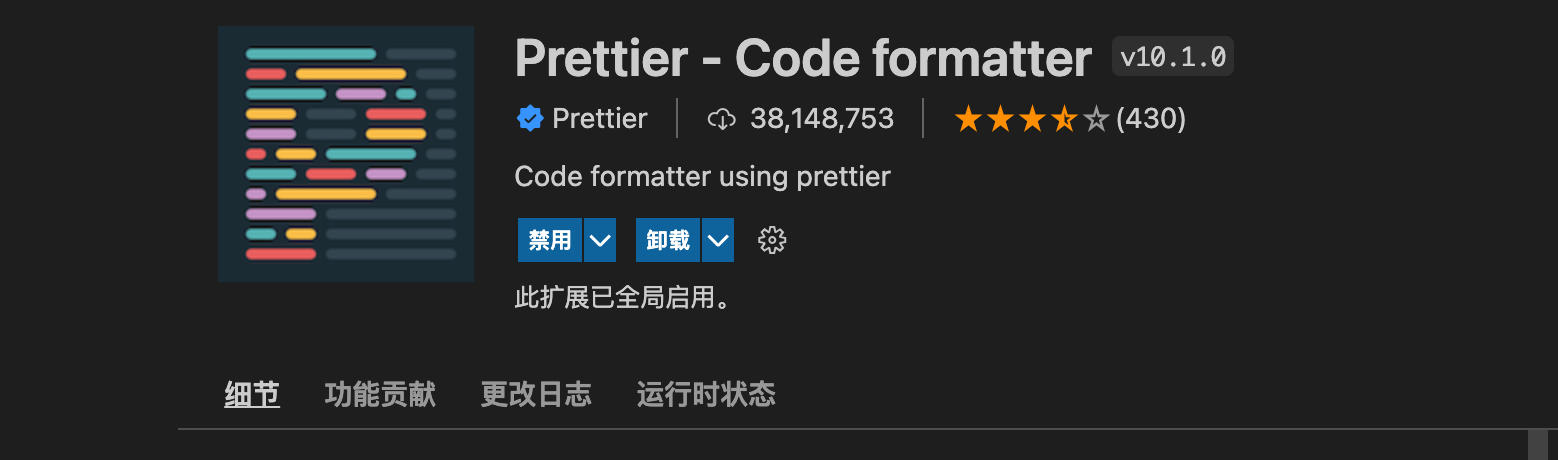 Prettier - Code formatter v10.1.0
Prettier 38,148,753 (430)
Code formatter using prettier
禁用 卸载
此扩展已全局启用。
细节 功能贡献 更改日志 运行时状态